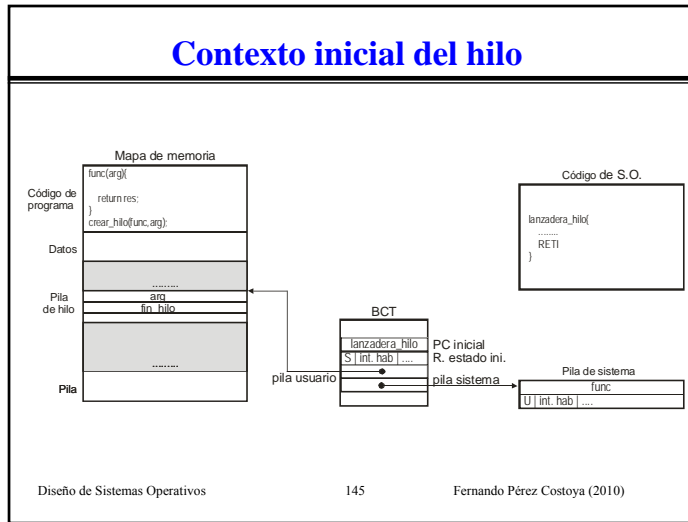 Contexto inicial del hilo
Mapa de memoria
Código de programa
func(arg){
return res;
}
crear_hilo(func,arg);
Datos
.........
Pila de hilo
arg
fin_hilo
.........
Pila
BCT
lanzadera_hilo
PC inicial
S | int. hab | ....
R. estado ini.
pila usuario
pila sistema
Código de S.O.
lanzadera_hilo{
........
RETI
}
Pila de sistema
func
U | int. hab | ....
Diseño de Sistemas Operativos
145
Fernando Pérez Costoya (2010)